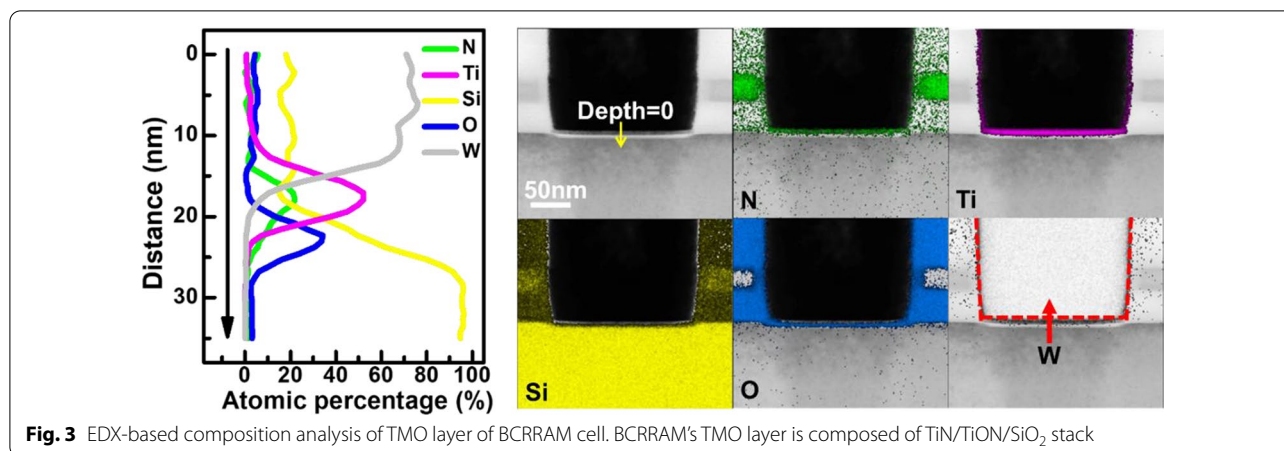 0
10
20
30
Distance (nm)
N
Ti
Si
O
W
0 20 40 60 80 100
Atomic percentage (%)
Depth=0
50nm
N
Ti
Si
O
W
Fig. 3 EDX-based composition analysis of TMO layer of BCRRAM cell. BCRRAM's TMO layer is composed of TiN/TiON/SiO₂ stack